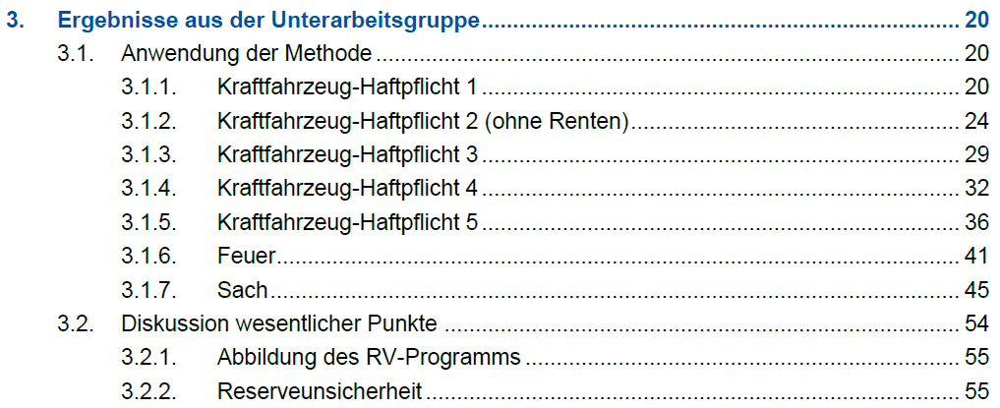 3. Ergebnisse aus der Unterarbeitsgruppe........................................................................ 20
3.1. Anwendung der Methode........................................................................................ 20
3.1.1. Kraftfahrzeug-Haftpflicht 1........................................................................ 20
3.1.2. Kraftfahrzeug-Haftpflicht 2 (ohne Renten).................................................. 24
3.1.3. Kraftfahrzeug-Haftpflicht 3........................................................................ 29
3.1.4. Kraftfahrzeug-Haftpflicht 4........................................................................ 32
3.1.5. Kraftfahrzeug-Haftpflicht 5........................................................................ 36
3.1.6. Feuer....................................................................................................... 41
3.1.7. Sach........................................................................................................ 45
3.2. Diskussion wesentlicher Punkte .............................................................................. 54
3.2.1. Abbildung des RV-Programms.................................................................. 55
3.2.2. Reserveunsicherheit................................................................................. 55